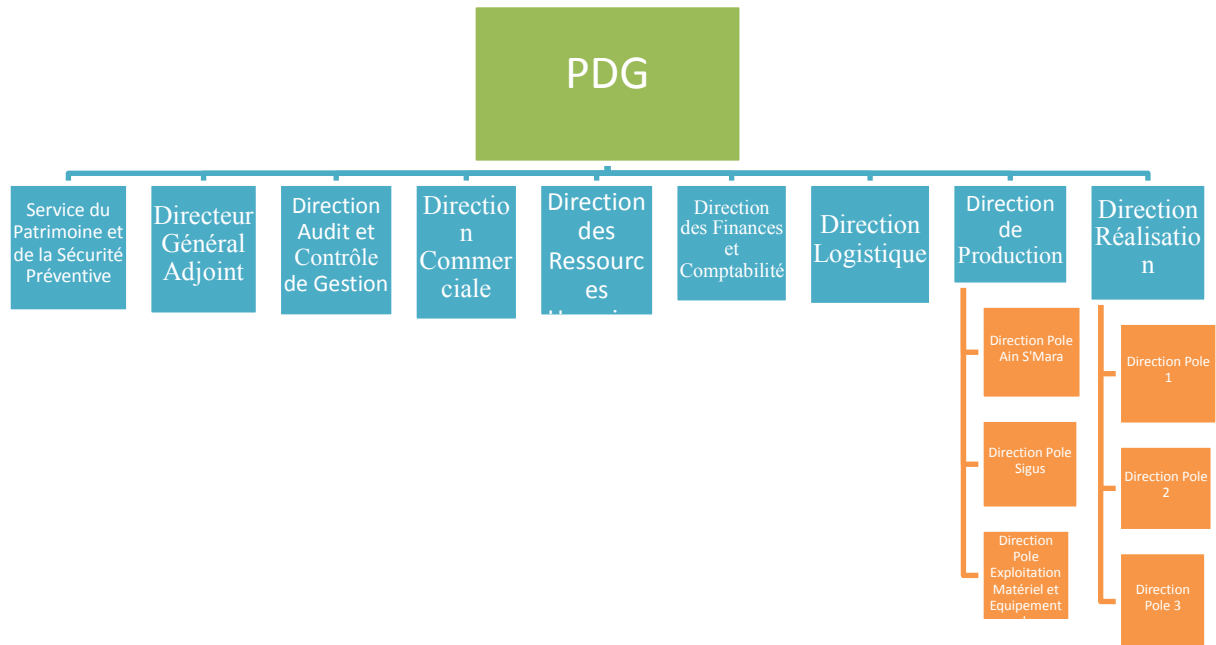 PDG
Service du
Patrimoine et
de la Sécurité
Préventive
Directeur
Général
Adjoint
Direction
Audit et
Contrôle
de Gestion
Directio
n
Commer
ciale
Direction
des
Ressourc
es
Direction
des Finances
et
Comptabilité
Direction
Logistique
Direction
de
Production
Direction
Réalisatio
n
Direction Pole
Ain S'Mara
Direction Pole
Sigus
Direction
Pole
Exploitation
Matériel et
Equipement
Direction Pole
1
Direction Pole
2
Direction
Pole 3